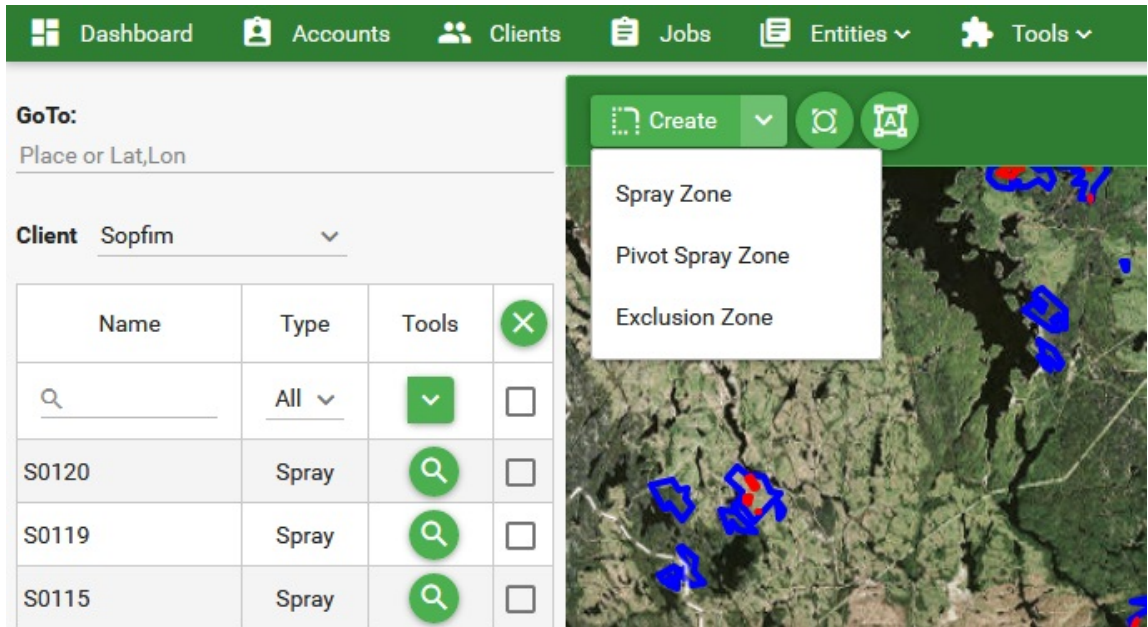 Dashboard Accounts Clients Jobs Entities Tools
GoTo:
Place or Lat,Lon
Client Sopfim
Name Type Tools
All
S0120 Spray
S0119 Spray
S0115 Spray
Create
A
Spray Zone
Pivot Spray Zone
Exclusion Zone